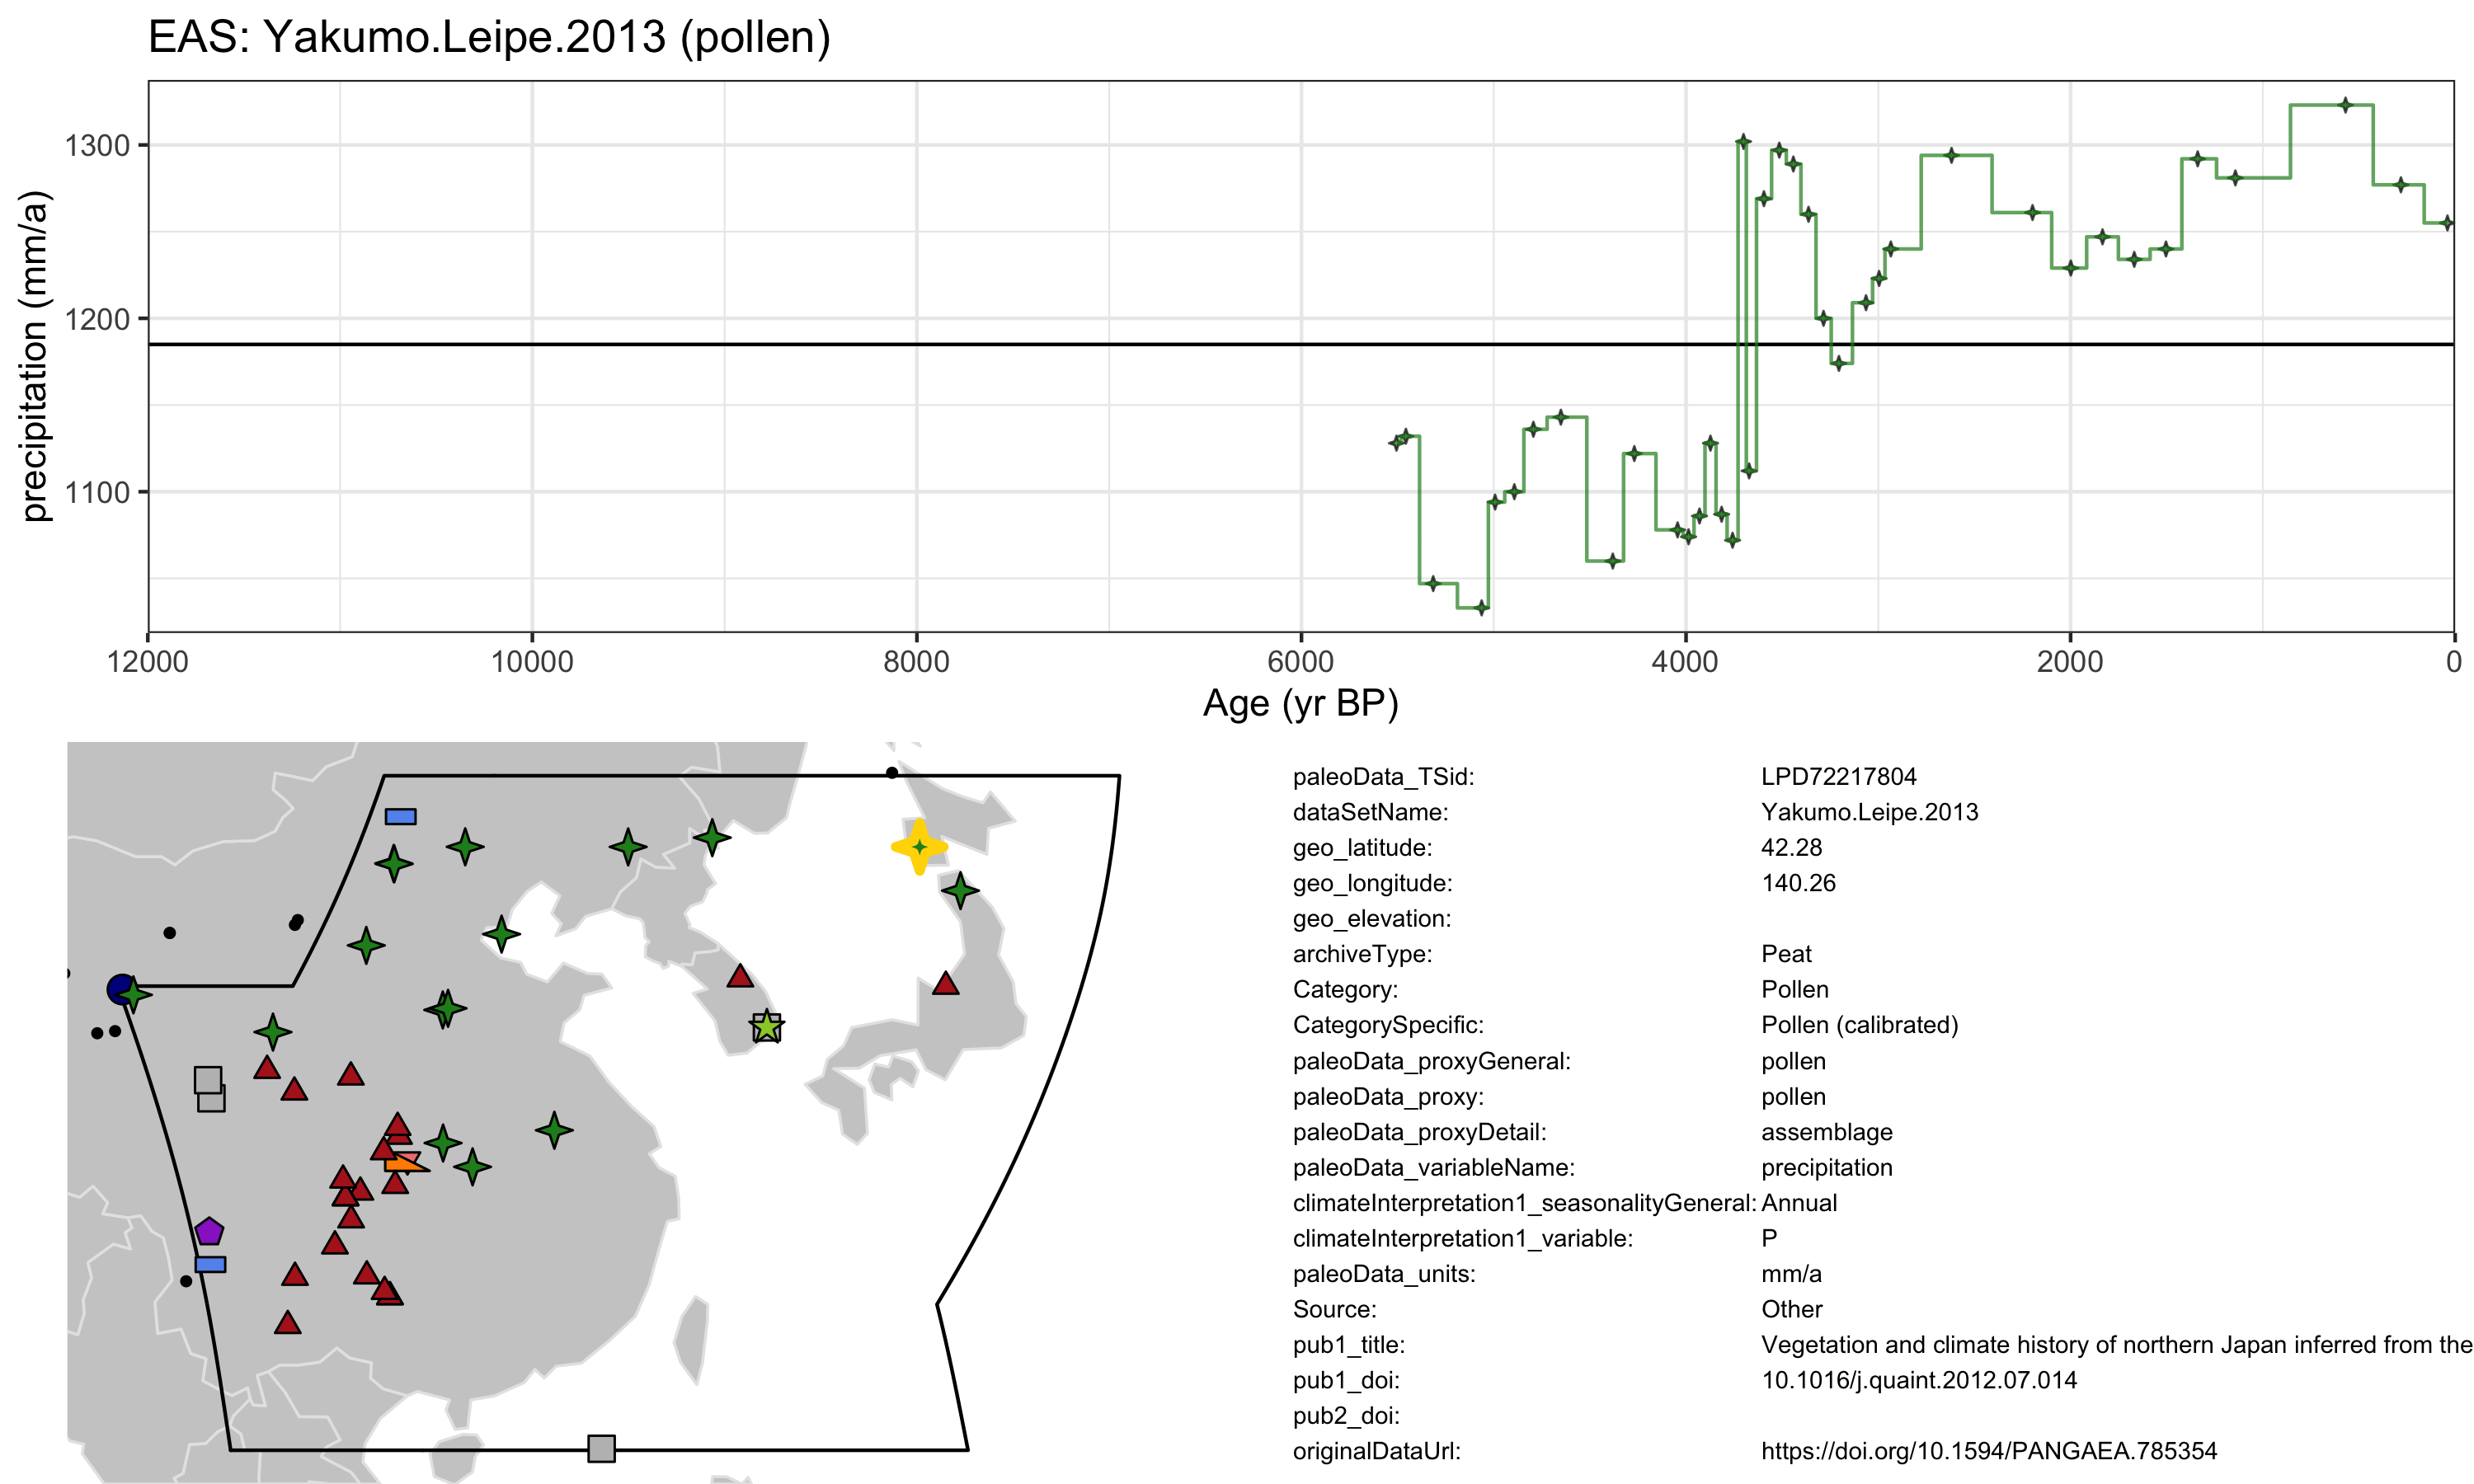 EAS: Yakumo.Leipe.2013 (pollen)
precipitation (mm/a)
1300
1200
1100
12000 10000 8000 6000 4000 2000 0
Age (yr BP)
paleoData_TSid: LPD72217804
dataSetName: Yakumo.Leipe.2013
geo_latitude: 42.28
geo_longitude: 140.26
geo_elevation:
archiveType: Peat
Category: Pollen
CategorySpecific: Pollen (calibrated)
paleoData_proxyGeneral: pollen
paleoData_proxy: pollen
paleoData_proxyDetail: assemblage
paleoData_variableName: precipitation
climateInterpretation1_seasonalityGeneral: Annual
climateInterpretation1_variable: P
paleoData_units: mm/a
Source: Other
pub1_title: Vegetation and climate history of northern Japan inferred from the
pub1_doi: 10.1016/j.quaint.2012.07.014
pub2_doi:
originalDataUrl: https://doi.org/10.1594/PANGAEA.785354